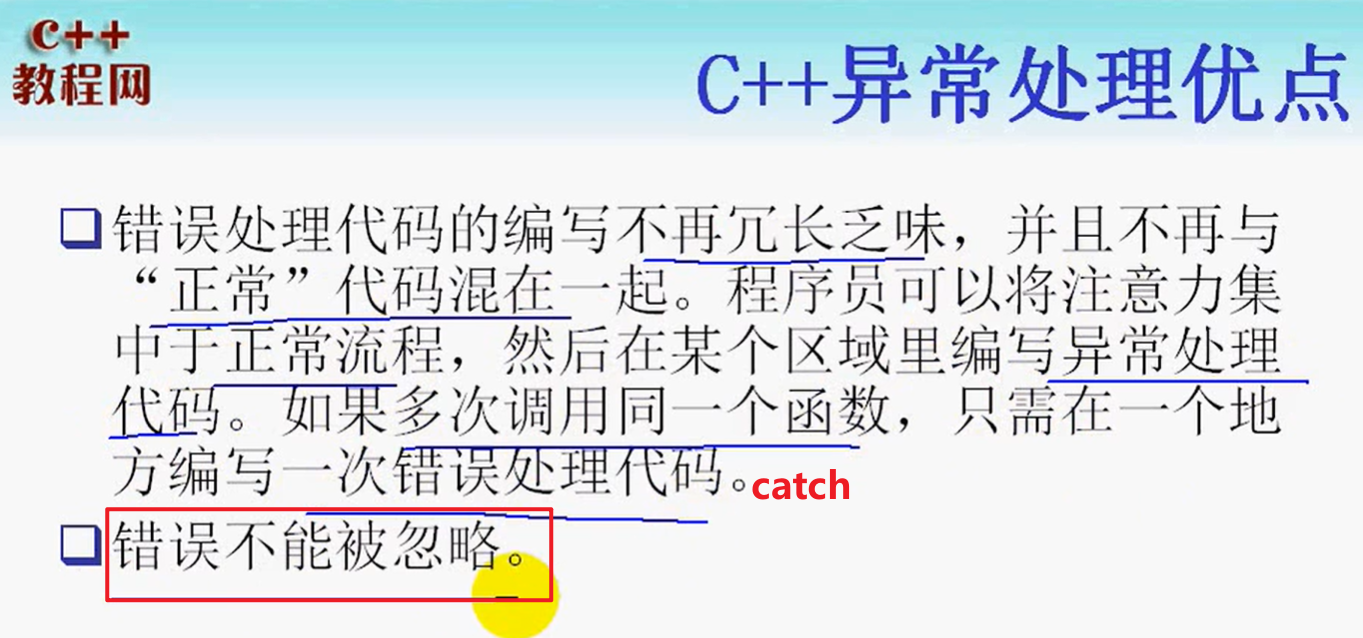 C++
教程网
C++异常处理优点
错误处理代码的编写不再冗长乏味，并且不再与
“正常”代码混在一起。程序员可以将注意力集
中于正常流程，然后在某个区域里编写异常处理
代码。如果多次调用同一个函数，只需在一个地
方编写一次错误处理代码。catch
错误不能被忽略。